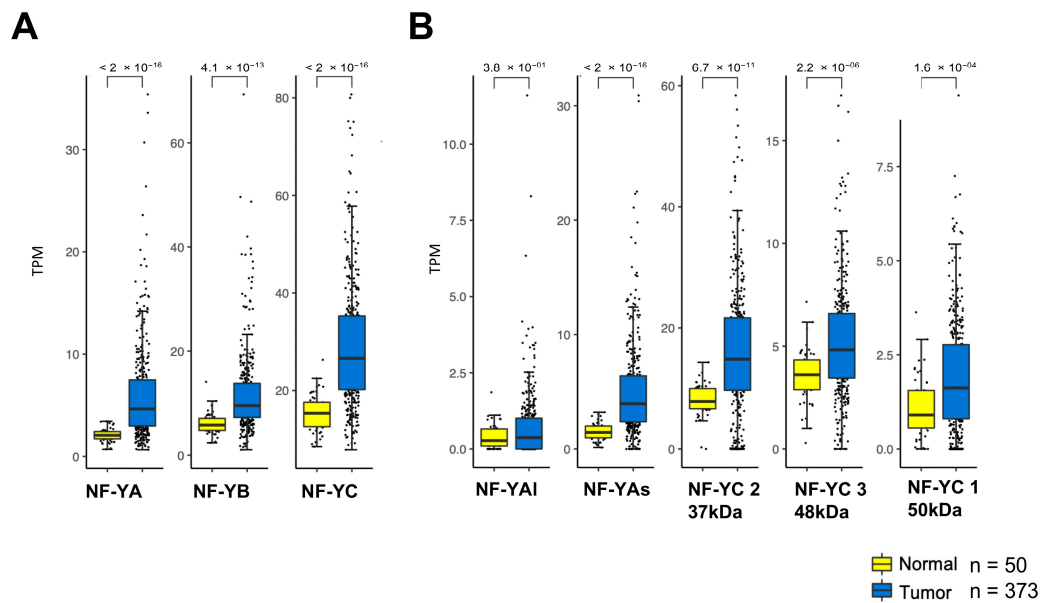 A
B
< 2 × 10⁻¹⁶
4.1 × 10⁻¹³
< 2 × 10⁻¹⁶
3.8 × 10⁻⁰¹
< 2 × 10⁻¹⁶
6.7 × 10⁻¹¹
2.2 × 10⁻⁰⁶
1.6 × 10⁻⁰⁴
TPM
30
20
10
0
60
40
20
0
80
60
40
20
TPM
10.0
7.5
5.0
2.5
0.0
30
20
10
0
60
40
20
0
15
10
5
0
7.5
5.0
2.5
0.0
NF-YA
NF-YB
NF-YC
NF-YAl
NF-YAs
NF-YC 2
37kDa
NF-YC 3
48kDa
NF-YC 1
50kDa
Normal n = 50
Tumor n = 373